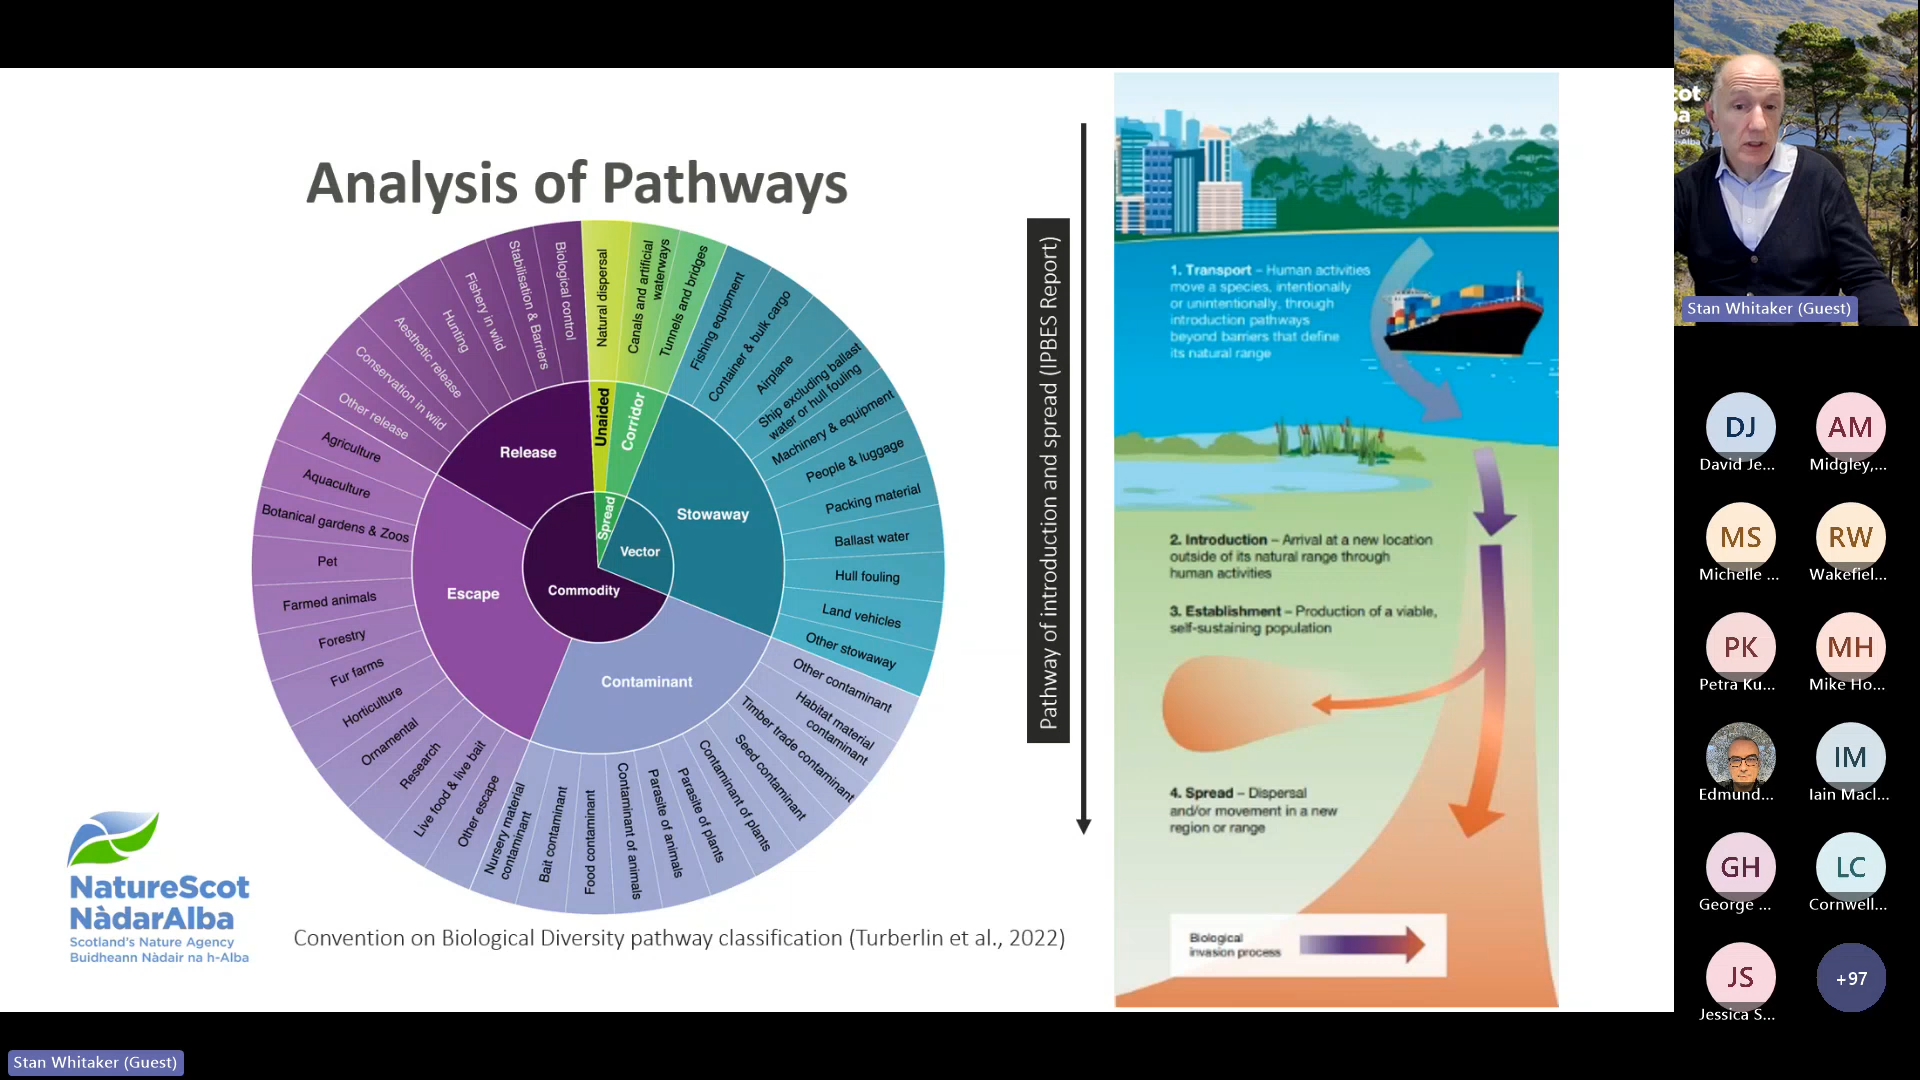 Analysis of Pathways
Commodity
Spread
Vector
Release
Unaided
Corridor
Stowaway
Contaminant
Escape
Biological control
Natural dispersal
Canals and artificial
waterways
Tunnels and bridges
Fishing equipment
Container & bulk cargo
Airplane
Ship excluding ballast
water or hull fouling
Machinery & equipment
People & luggage
Packing material
Ballast water
Hull fouling
Land vehicles
Other stowaway
Other contaminant
Habitat material
contaminant
Timber trade contaminant
Seed contaminant
Contaminant of plants
Parasite of plants
Parasite of animals
Contaminant of animals
Food contaminant
Bait contaminant
Nursery material
contaminant
Other escape
Live food & live bait
Research
Ornamental
Horticulture
Fur farms
Forestry
Farmed animals
Pet
Botanical gardens & Zoos
Aquaculture
Agriculture
Other release
Conservation in wild
Aesthetic release
Hunting
Fishery in wild
Stabilisation & Barriers
NatureScot
NàdarAlba
Scotland's Nature Agency
Buidheann Nàdair na h-Alba
Convention on Biological Diversity pathway classification (Turberlin et al., 2022)
Pathway of introduction and spread (IPBES Report)
1. Transport – Human activities
move a species, intentionally
or unintentionally, through
introduction pathways
beyond barriers that define
its natural range
2. Introduction – Arrival at a new location
outside of its natural range through
human activities
3. Establishment – Production of a viable,
self-sustaining population
4. Spread – Dispersal
and/or movement in a new
region or range
Biological
invasion process
cot
ba
ncy
-Alba
Stan Whitaker (Guest)
DJ
David Je...
AM
Midgley,...
MS
Michelle ...
RW
Wakefiel...
PK
Petra Ku...
MH
Mike Ho...
Edmund...
IM
Iain Macl...
GH
George ...
LC
Cornwell...
JS
Jessica S...
+97
Stan Whitaker (Guest)